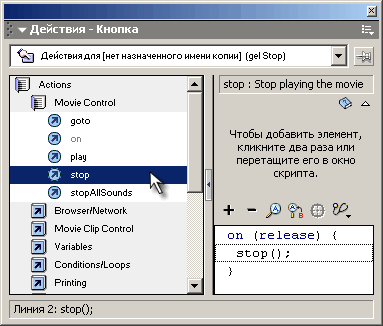 Действия - Кнопка
Действия для [нет назначенного имени копии] (gel Stop)
Actions
Movie Control
goto
on
play
stop
stopAllSounds
Browser/Network
Movie Clip Control
Variables
Conditions/Loops
Printing
stop : Stop playing the movie
Чтобы добавить элемент,
кликните два раза или
перетащите его в окно
скрипта.
on (release) {
stop();
}
Линия 2: stop();